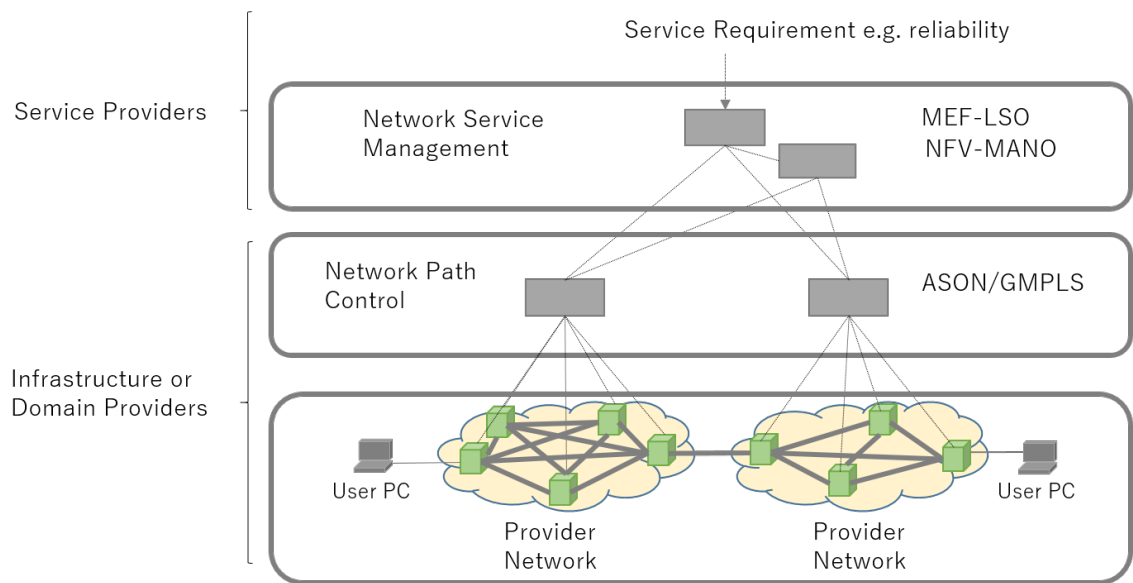 Service Requirement e.g. reliability
Service Providers
Network Service
Management
MEF-LSO
NFV-MANO
Network Path
Control
ASON/GMPLS
Infrastructure or
Domain Providers
User PC
User PC
Provider
Network
Provider
Network